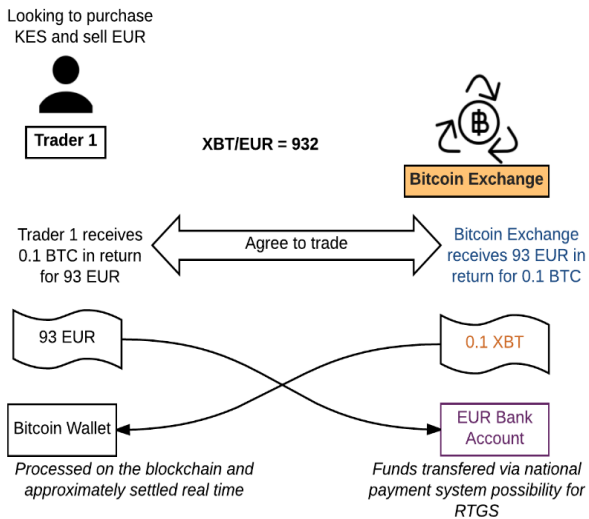 Looking to purchase
KES and sell EUR
Trader 1
XBT/EUR = 932
Bitcoin Exchange
Trader 1 receives
0.1 BTC in return
for 93 EUR
Agree to trade
Bitcoin Exchange
receives 93 EUR in
return for 0.1 BTC
93 EUR
0.1 XBT
Bitcoin Wallet
EUR Bank
Account
Processed on the blockchain and
approximately settled real time
Funds transfered via national
payment system possibility for
RTGS